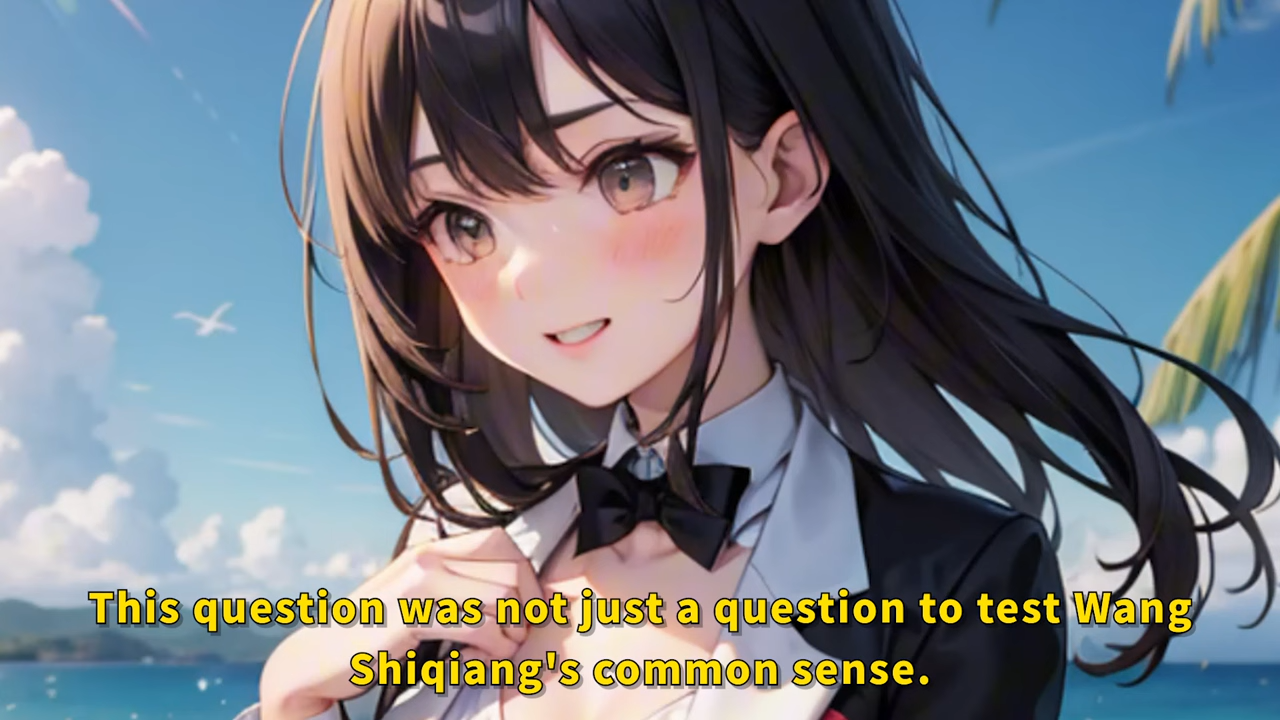 This question was not just a question to test Wang
Shiqiang's common sense.